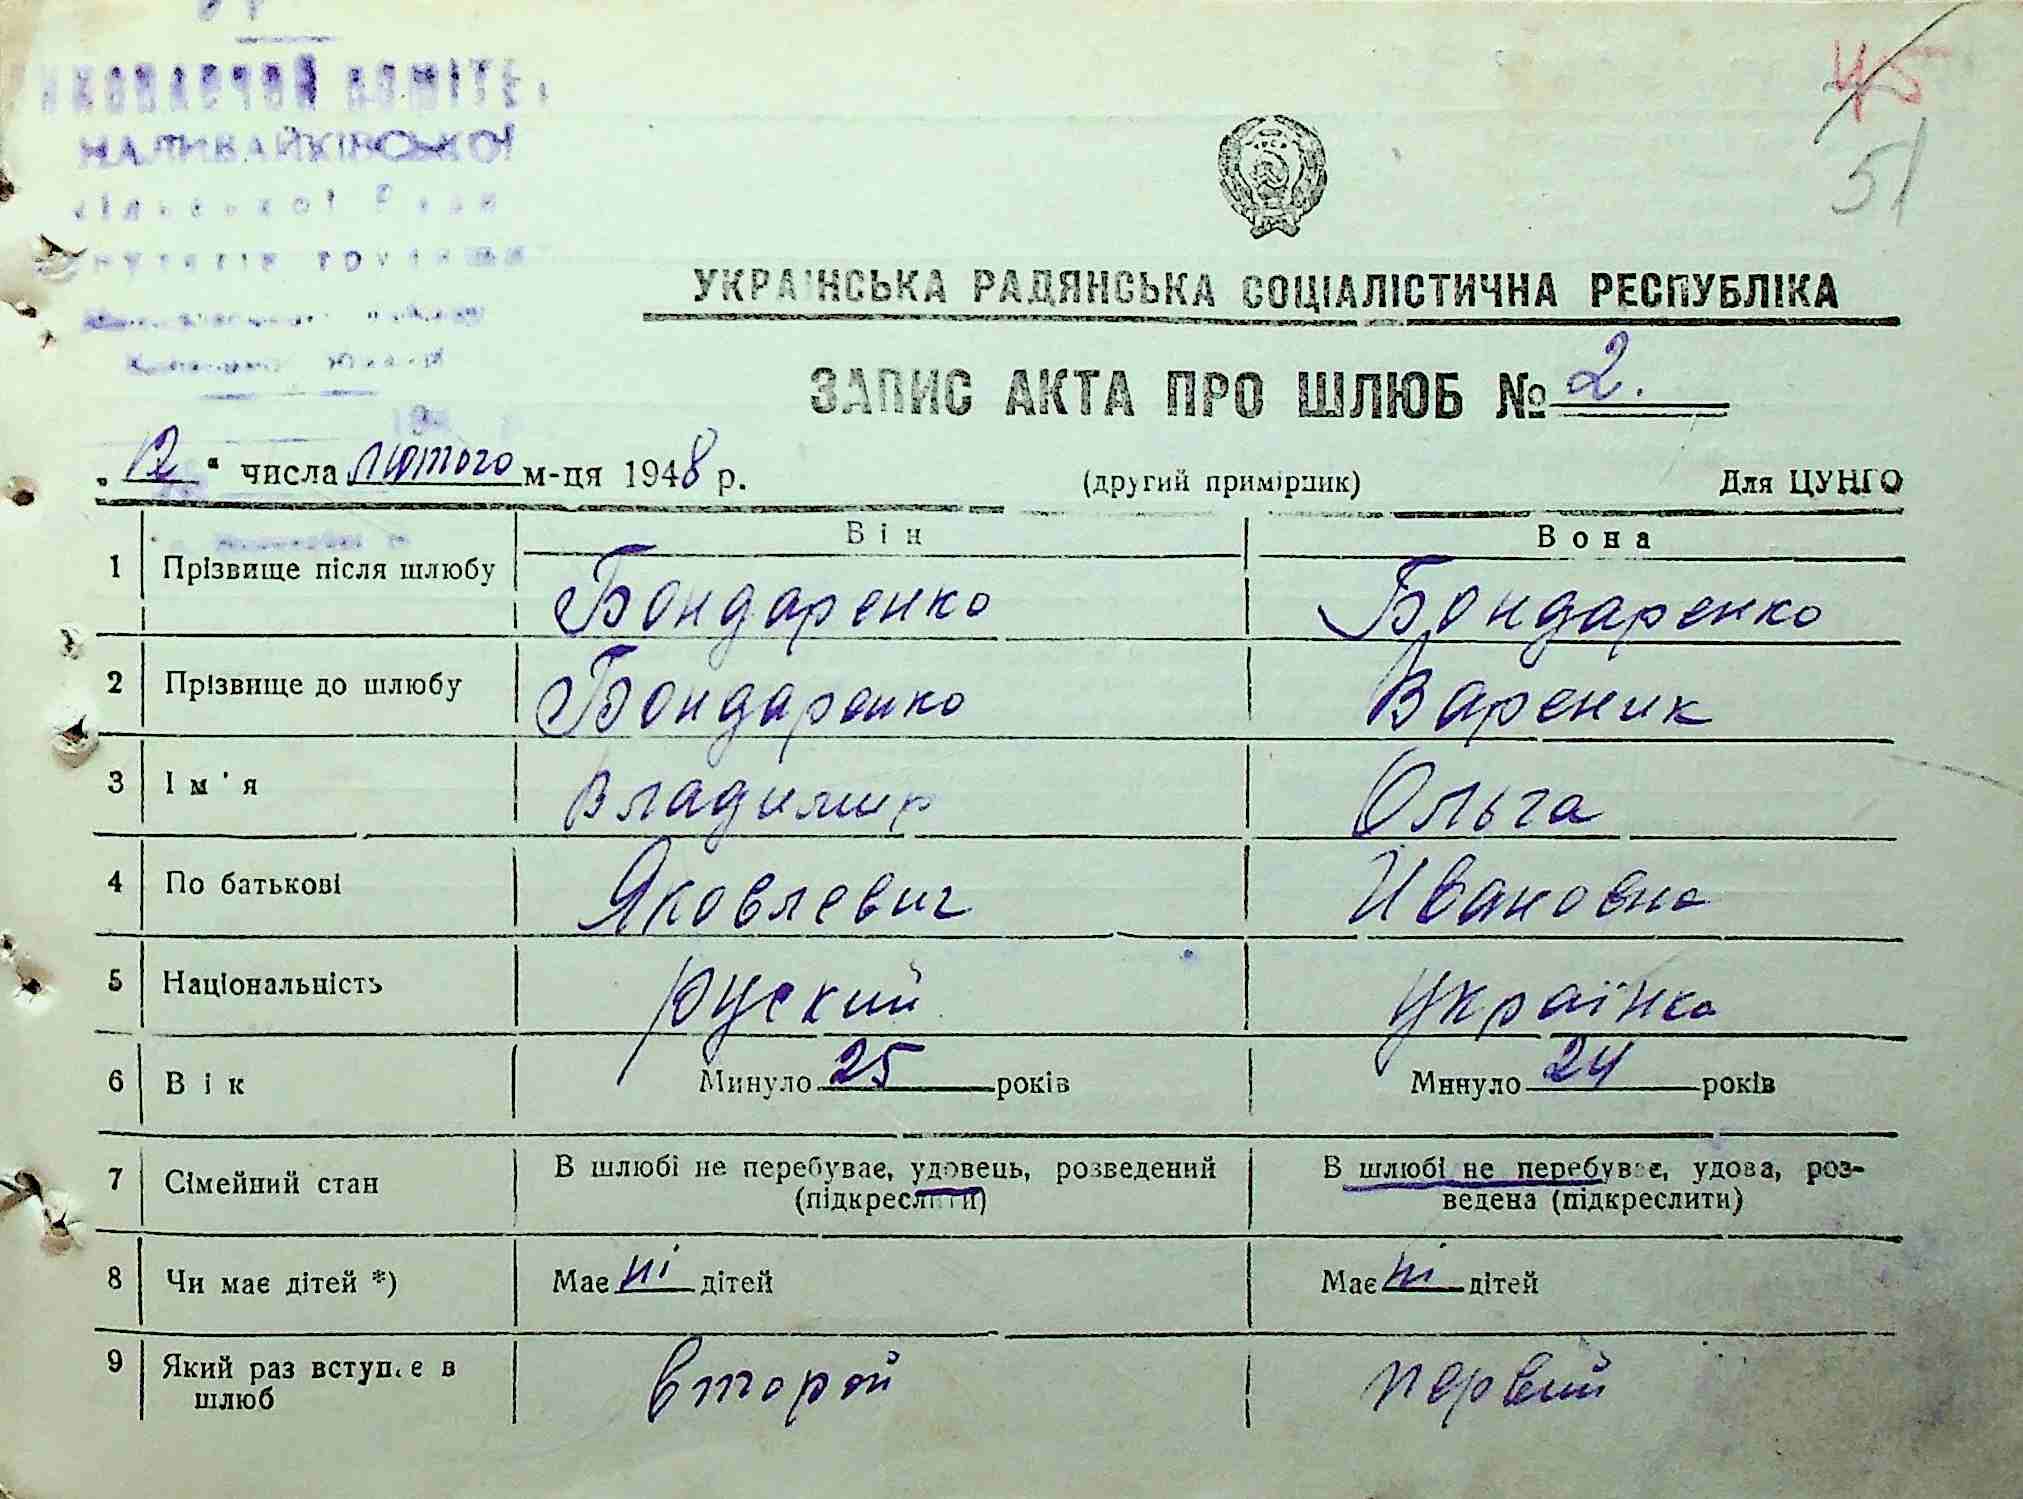 45
51
НАЛИВАЙКІВСЬКОЇ
УКРАЇНСЬКА РАДЯНСЬКА СОЦІАЛІСТИЧНА РЕСПУБЛІКА
ЗАПИС АКТА ПРО ШЛЮБ № 2.
„12“ числа лютого м-ця 1948 р. (другий примірник) Для ЦУНГО
Він Вона
1 Прізвище після шлюбу Бондаренко Бондаренко
2 Прізвище до шлюбу Бондаренко Вареник
3 Ім'я Владимир Ольга
4 По батькові Яковлевич Ивановна
5 Національність руский українка
6 Вік Минуло 25 років Минуло 24 років
7 Сімейний стан В шлюбі не перебуває, удовець, розведений (підкреслити) В шлюбі не перебуває, удова, роз-
ведена (підкреслити)
8 Чи має дітей *) Має ні дітей Має ні дітей
9 Який раз вступає в шлюб второй первий